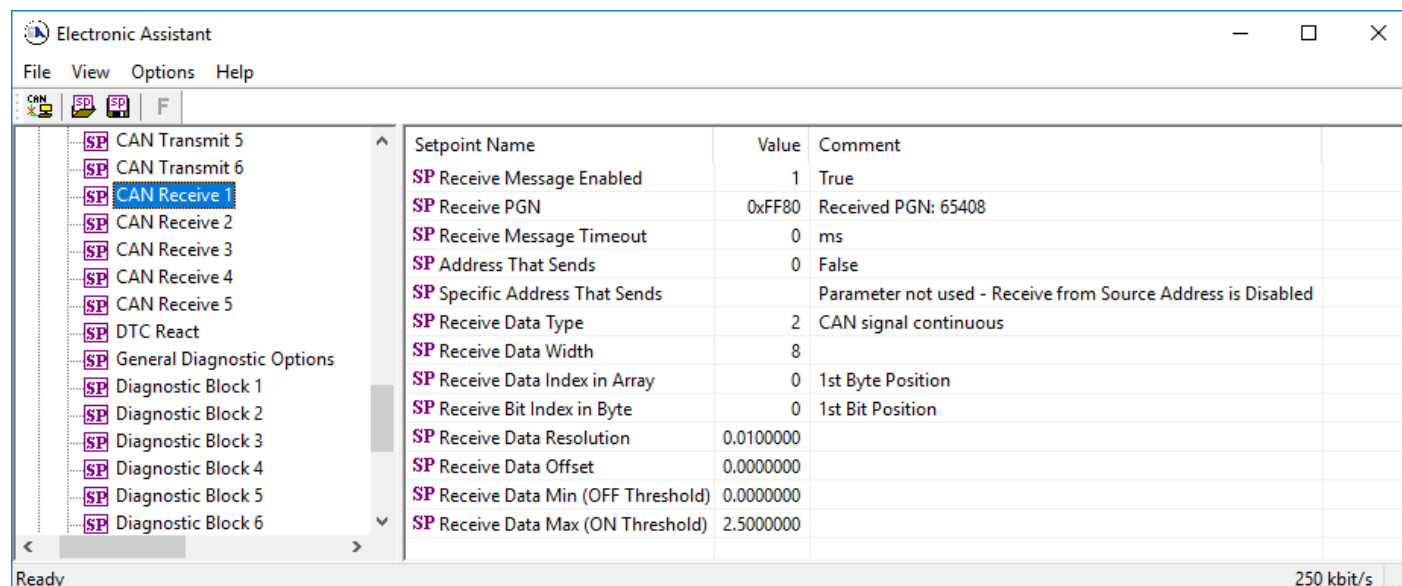 Electronic Assistant
File View Options Help
CAN SP SP F
SP CAN Transmit 5
SP CAN Transmit 6
SP CAN Receive 1
SP CAN Receive 2
SP CAN Receive 3
SP CAN Receive 4
SP CAN Receive 5
SP DTC React
SP General Diagnostic Options
SP Diagnostic Block 1
SP Diagnostic Block 2
SP Diagnostic Block 3
SP Diagnostic Block 4
SP Diagnostic Block 5
SP Diagnostic Block 6
Setpoint Name Value Comment
SP Receive Message Enabled 1 True
SP Receive PGN 0xFF80 Received PGN: 65408
SP Receive Message Timeout 0 ms
SP Address That Sends 0 False
SP Specific Address That Sends Parameter not used - Receive from Source Address is Disabled
SP Receive Data Type 2 CAN signal continuous
SP Receive Data Width 8
SP Receive Data Index in Array 0 1st Byte Position
SP Receive Bit Index in Byte 0 1st Bit Position
SP Receive Data Resolution 0.0100000
SP Receive Data Offset 0.0000000
SP Receive Data Min (OFF Threshold) 0.0000000
SP Receive Data Max (ON Threshold) 2.5000000
Ready 250 kbit/s